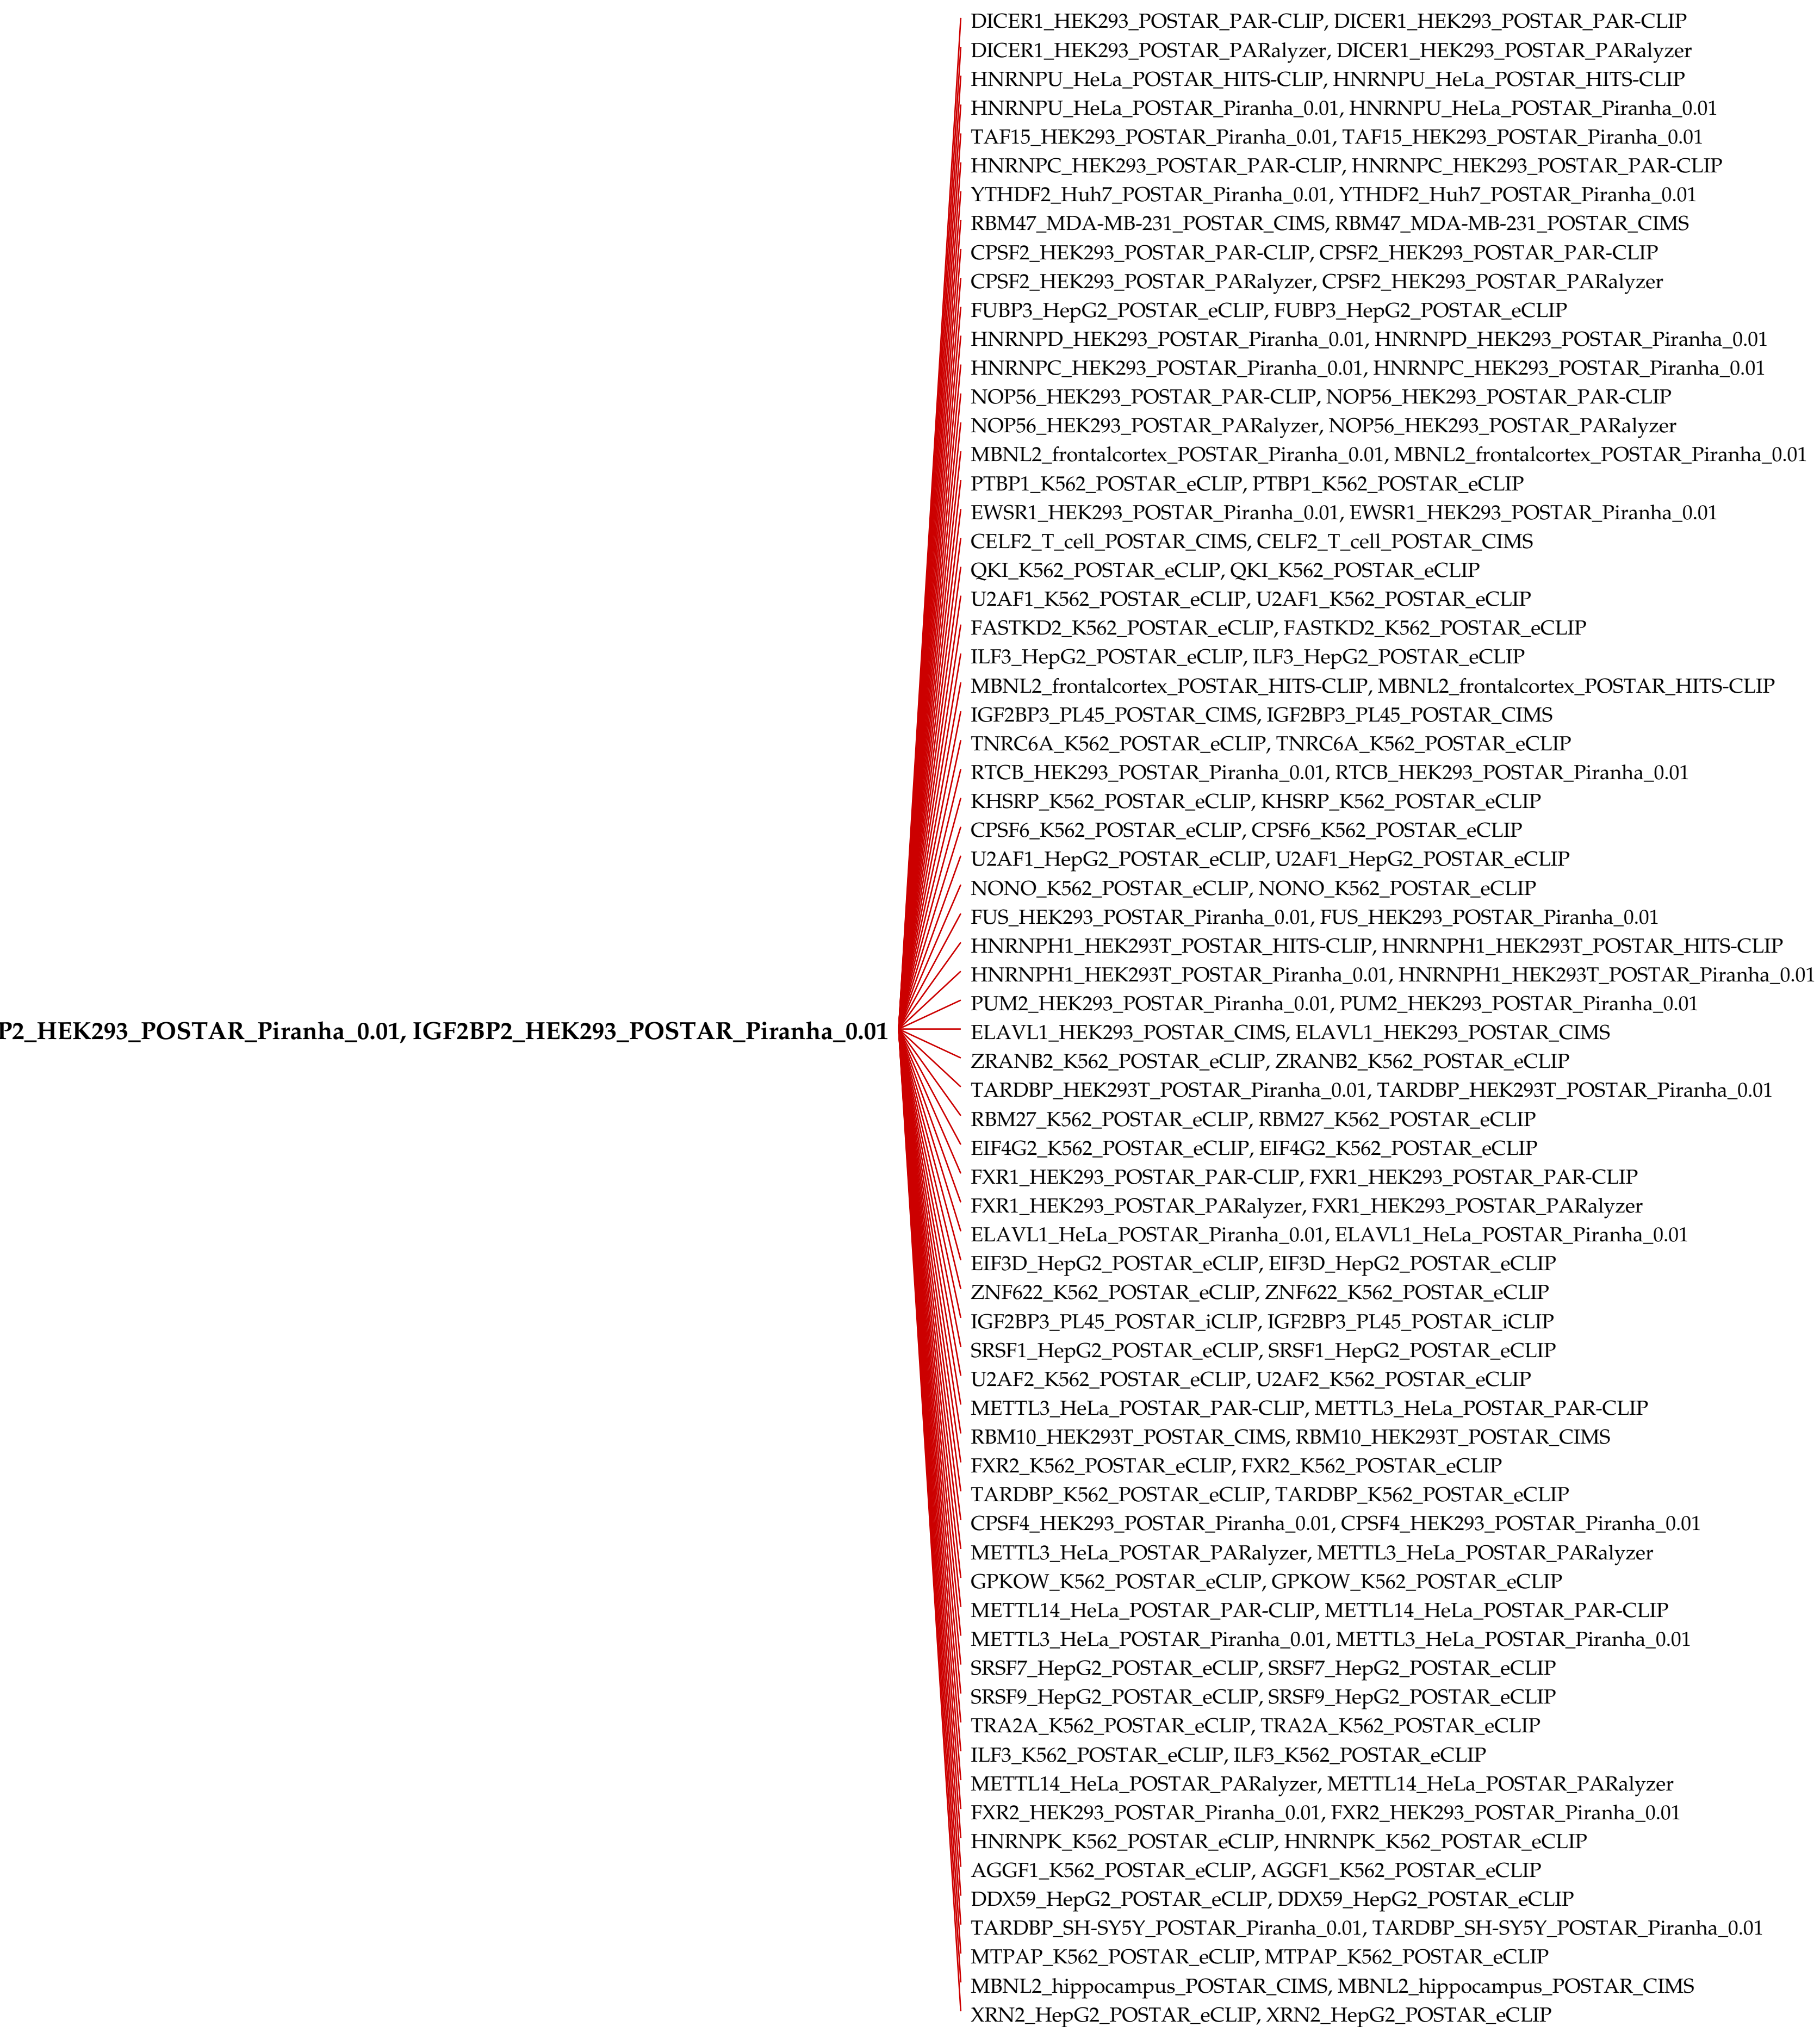 DICER1_HEK293_POSTAR_PAR-CLIP, DICER1_HEK293_POSTAR_PAR-CLIP
DICER1_HEK293_POSTAR_PARalyzer, DICER1_HEK293_POSTAR_PARalyzer
HNRNPU_HeLa_POSTAR_HITS-CLIP, HNRNPU_HeLa_POSTAR_HITS-CLIP
HNRNPU_HeLa_POSTAR_Piranha_0.01, HNRNPU_HeLa_POSTAR_Piranha_0.01
TAF15_HEK293_POSTAR_Piranha_0.01, TAF15_HEK293_POSTAR_Piranha_0.01
HNRNPC_HEK293_POSTAR_PAR-CLIP, HNRNPC_HEK293_POSTAR_PAR-CLIP
YTHDF2_Huh7_POSTAR_Piranha_0.01, YTHDF2_Huh7_POSTAR_Piranha_0.01
RBM47_MDA-MB-231_POSTAR_CIMS, RBM47_MDA-MB-231_POSTAR_CIMS
CPSF2_HEK293_POSTAR_PAR-CLIP, CPSF2_HEK293_POSTAR_PAR-CLIP
CPSF2_HEK293_POSTAR_PARalyzer, CPSF2_HEK293_POSTAR_PARalyzer
FUBP3_HepG2_POSTAR_eCLIP, FUBP3_HepG2_POSTAR_eCLIP
HNRNPD_HEK293_POSTAR_Piranha_0.01, HNRNPD_HEK293_POSTAR_Piranha_0.01
HNRNPC_HEK293_POSTAR_Piranha_0.01, HNRNPC_HEK293_POSTAR_Piranha_0.01
NOP56_HEK293_POSTAR_PAR-CLIP, NOP56_HEK293_POSTAR_PAR-CLIP
NOP56_HEK293_POSTAR_PARalyzer, NOP56_HEK293_POSTAR_PARalyzer
MBNL2_frontalcortex_POSTAR_Piranha_0.01, MBNL2_frontalcortex_POSTAR_Piranha_0.01
PTBP1_K562_POSTAR_eCLIP, PTBP1_K562_POSTAR_eCLIP
EWSR1_HEK293_POSTAR_Piranha_0.01, EWSR1_HEK293_POSTAR_Piranha_0.01
CELF2_T_cell_POSTAR_CIMS, CELF2_T_cell_POSTAR_CIMS
QKI_K562_POSTAR_eCLIP, QKI_K562_POSTAR_eCLIP
U2AF1_K562_POSTAR_eCLIP, U2AF1_K562_POSTAR_eCLIP
FASTKD2_K562_POSTAR_eCLIP, FASTKD2_K562_POSTAR_eCLIP
ILF3_HepG2_POSTAR_eCLIP, ILF3_HepG2_POSTAR_eCLIP
MBNL2_frontalcortex_POSTAR_HITS-CLIP, MBNL2_frontalcortex_POSTAR_HITS-CLIP
IGF2BP3_PL45_POSTAR_CIMS, IGF2BP3_PL45_POSTAR_CIMS
TNRC6A_K562_POSTAR_eCLIP, TNRC6A_K562_POSTAR_eCLIP
RTCB_HEK293_POSTAR_Piranha_0.01, RTCB_HEK293_POSTAR_Piranha_0.01
KHSRP_K562_POSTAR_eCLIP, KHSRP_K562_POSTAR_eCLIP
CPSF6_K562_POSTAR_eCLIP, CPSF6_K562_POSTAR_eCLIP
U2AF1_HepG2_POSTAR_eCLIP, U2AF1_HepG2_POSTAR_eCLIP
NONO_K562_POSTAR_eCLIP, NONO_K562_POSTAR_eCLIP
FUS_HEK293_POSTAR_Piranha_0.01, FUS_HEK293_POSTAR_Piranha_0.01
HNRNPH1_HEK293T_POSTAR_HITS-CLIP, HNRNPH1_HEK293T_POSTAR_HITS-CLIP
HNRNPH1_HEK293T_POSTAR_Piranha_0.01, HNRNPH1_HEK293T_POSTAR_Piranha_0.01
PUM2_HEK293_POSTAR_Piranha_0.01, PUM2_HEK293_POSTAR_Piranha_0.01
P2_HEK293_POSTAR_Piranha_0.01, IGF2BP2_HEK293_POSTAR_Piranha_0.01
ELAVL1_HEK293_POSTAR_CIMS, ELAVL1_HEK293_POSTAR_CIMS
ZRANB2_K562_POSTAR_eCLIP, ZRANB2_K562_POSTAR_eCLIP
TARDBP_HEK293T_POSTAR_Piranha_0.01, TARDBP_HEK293T_POSTAR_Piranha_0.01
RBM27_K562_POSTAR_eCLIP, RBM27_K562_POSTAR_eCLIP
EIF4G2_K562_POSTAR_eCLIP, EIF4G2_K562_POSTAR_eCLIP
FXR1_HEK293_POSTAR_PAR-CLIP, FXR1_HEK293_POSTAR_PAR-CLIP
FXR1_HEK293_POSTAR_PARalyzer, FXR1_HEK293_POSTAR_PARalyzer
ELAVL1_HeLa_POSTAR_Piranha_0.01, ELAVL1_HeLa_POSTAR_Piranha_0.01
EIF3D_HepG2_POSTAR_eCLIP, EIF3D_HepG2_POSTAR_eCLIP
ZNF622_K562_POSTAR_eCLIP, ZNF622_K562_POSTAR_eCLIP
IGF2BP3_PL45_POSTAR_iCLIP, IGF2BP3_PL45_POSTAR_iCLIP
SRSF1_HepG2_POSTAR_eCLIP, SRSF1_HepG2_POSTAR_eCLIP
U2AF2_K562_POSTAR_eCLIP, U2AF2_K562_POSTAR_eCLIP
METTL3_HeLa_POSTAR_PAR-CLIP, METTL3_HeLa_POSTAR_PAR-CLIP
RBM10_HEK293T_POSTAR_CIMS, RBM10_HEK293T_POSTAR_CIMS
FXR2_K562_POSTAR_eCLIP, FXR2_K562_POSTAR_eCLIP
TARDBP_K562_POSTAR_eCLIP, TARDBP_K562_POSTAR_eCLIP
CPSF4_HEK293_POSTAR_Piranha_0.01, CPSF4_HEK293_POSTAR_Piranha_0.01
METTL3_HeLa_POSTAR_PARalyzer, METTL3_HeLa_POSTAR_PARalyzer
GPKOW_K562_POSTAR_eCLIP, GPKOW_K562_POSTAR_eCLIP
METTL14_HeLa_POSTAR_PAR-CLIP, METTL14_HeLa_POSTAR_PAR-CLIP
METTL3_HeLa_POSTAR_Piranha_0.01, METTL3_HeLa_POSTAR_Piranha_0.01
SRSF7_HepG2_POSTAR_eCLIP, SRSF7_HepG2_POSTAR_eCLIP
SRSF9_HepG2_POSTAR_eCLIP, SRSF9_HepG2_POSTAR_eCLIP
TRA2A_K562_POSTAR_eCLIP, TRA2A_K562_POSTAR_eCLIP
ILF3_K562_POSTAR_eCLIP, ILF3_K562_POSTAR_eCLIP
METTL14_HeLa_POSTAR_PARalyzer, METTL14_HeLa_POSTAR_PARalyzer
FXR2_HEK293_POSTAR_Piranha_0.01, FXR2_HEK293_POSTAR_Piranha_0.01
HNRNPK_K562_POSTAR_eCLIP, HNRNPK_K562_POSTAR_eCLIP
AGGF1_K562_POSTAR_eCLIP, AGGF1_K562_POSTAR_eCLIP
DDX59_HepG2_POSTAR_eCLIP, DDX59_HepG2_POSTAR_eCLIP
TARDBP_SH-SY5Y_POSTAR_Piranha_0.01, TARDBP_SH-SY5Y_POSTAR_Piranha_0.01
MTPAP_K562_POSTAR_eCLIP, MTPAP_K562_POSTAR_eCLIP
MBNL2_hippocampus_POSTAR_CIMS, MBNL2_hippocampus_POSTAR_CIMS
XRN2_HepG2_POSTAR_eCLIP, XRN2_HepG2_POSTAR_eCLIP